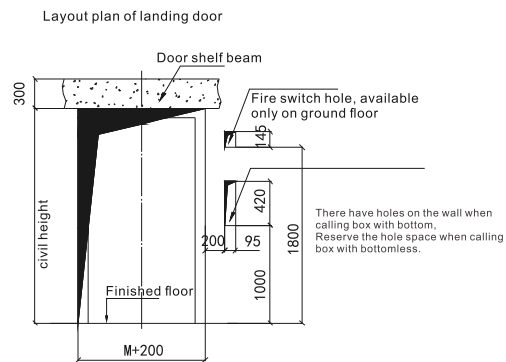 Layout plan of landing door
Door shelf beam
300
Fire switch hole, available
only on ground floor
145
420
There have holes on the wall when
calling box with bottom,
Reserve the hole space when calling
box with bottomless.
civil height
200
95
1800
1000
Finished floor
M+200